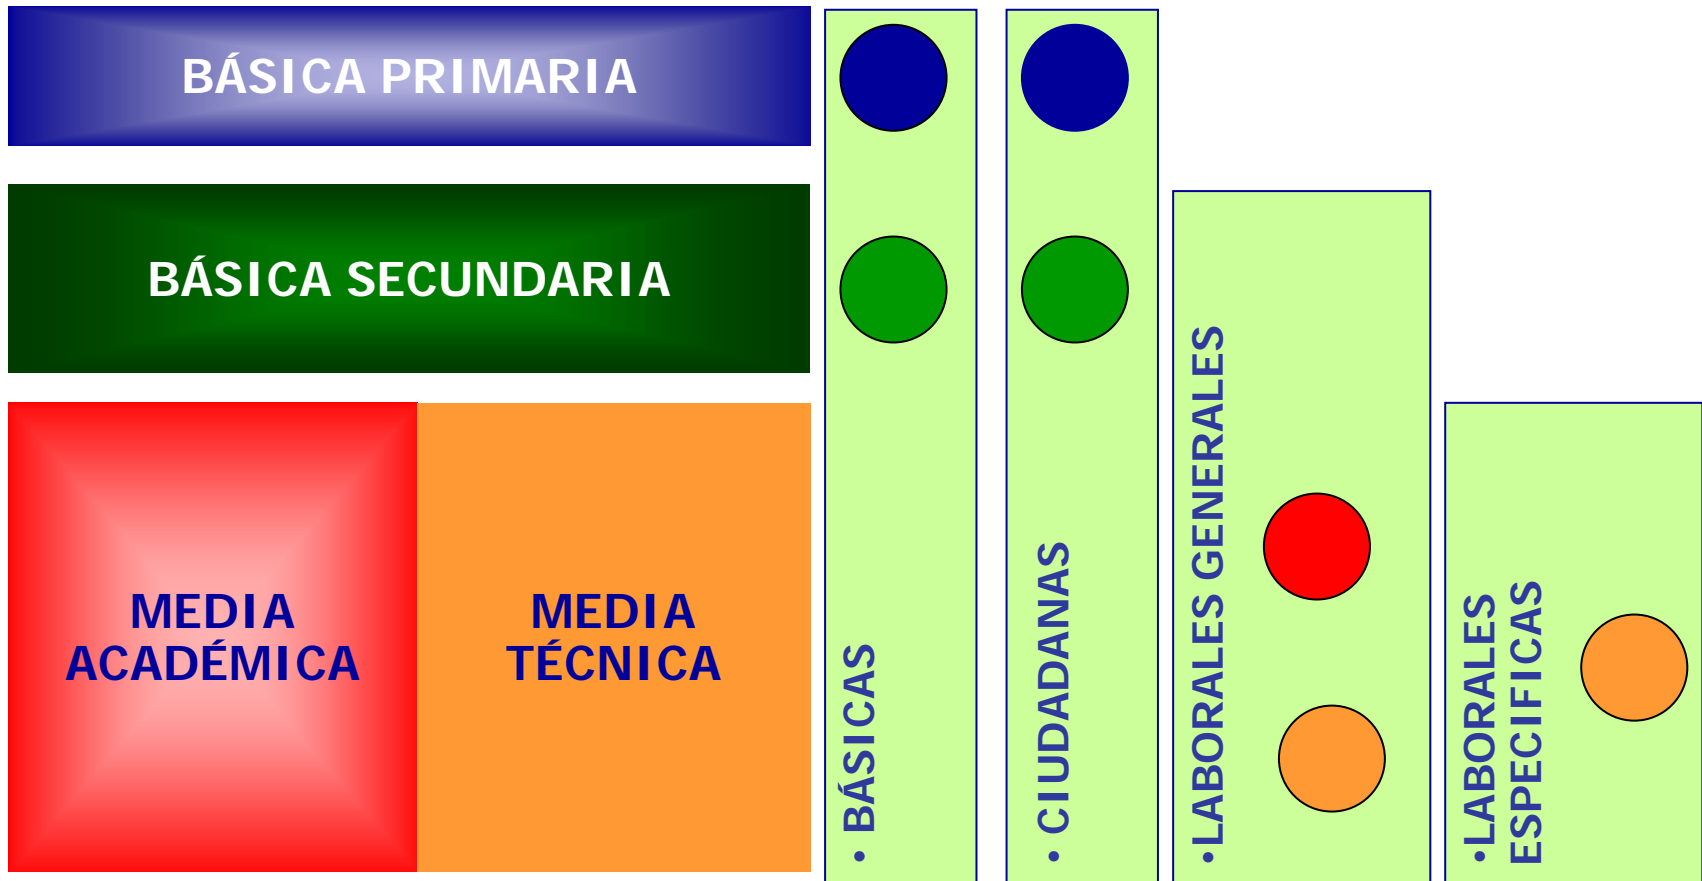 BÁSICA PRIMARIA
BÁSICA SECUNDARIA
MEDIA
ACADÉMICA
MEDIA
TÉCNICA
• BÁSICAS
• CIUDADANAS
•LABORALES GENERALES
•LABORALES
ESPECIFICAS